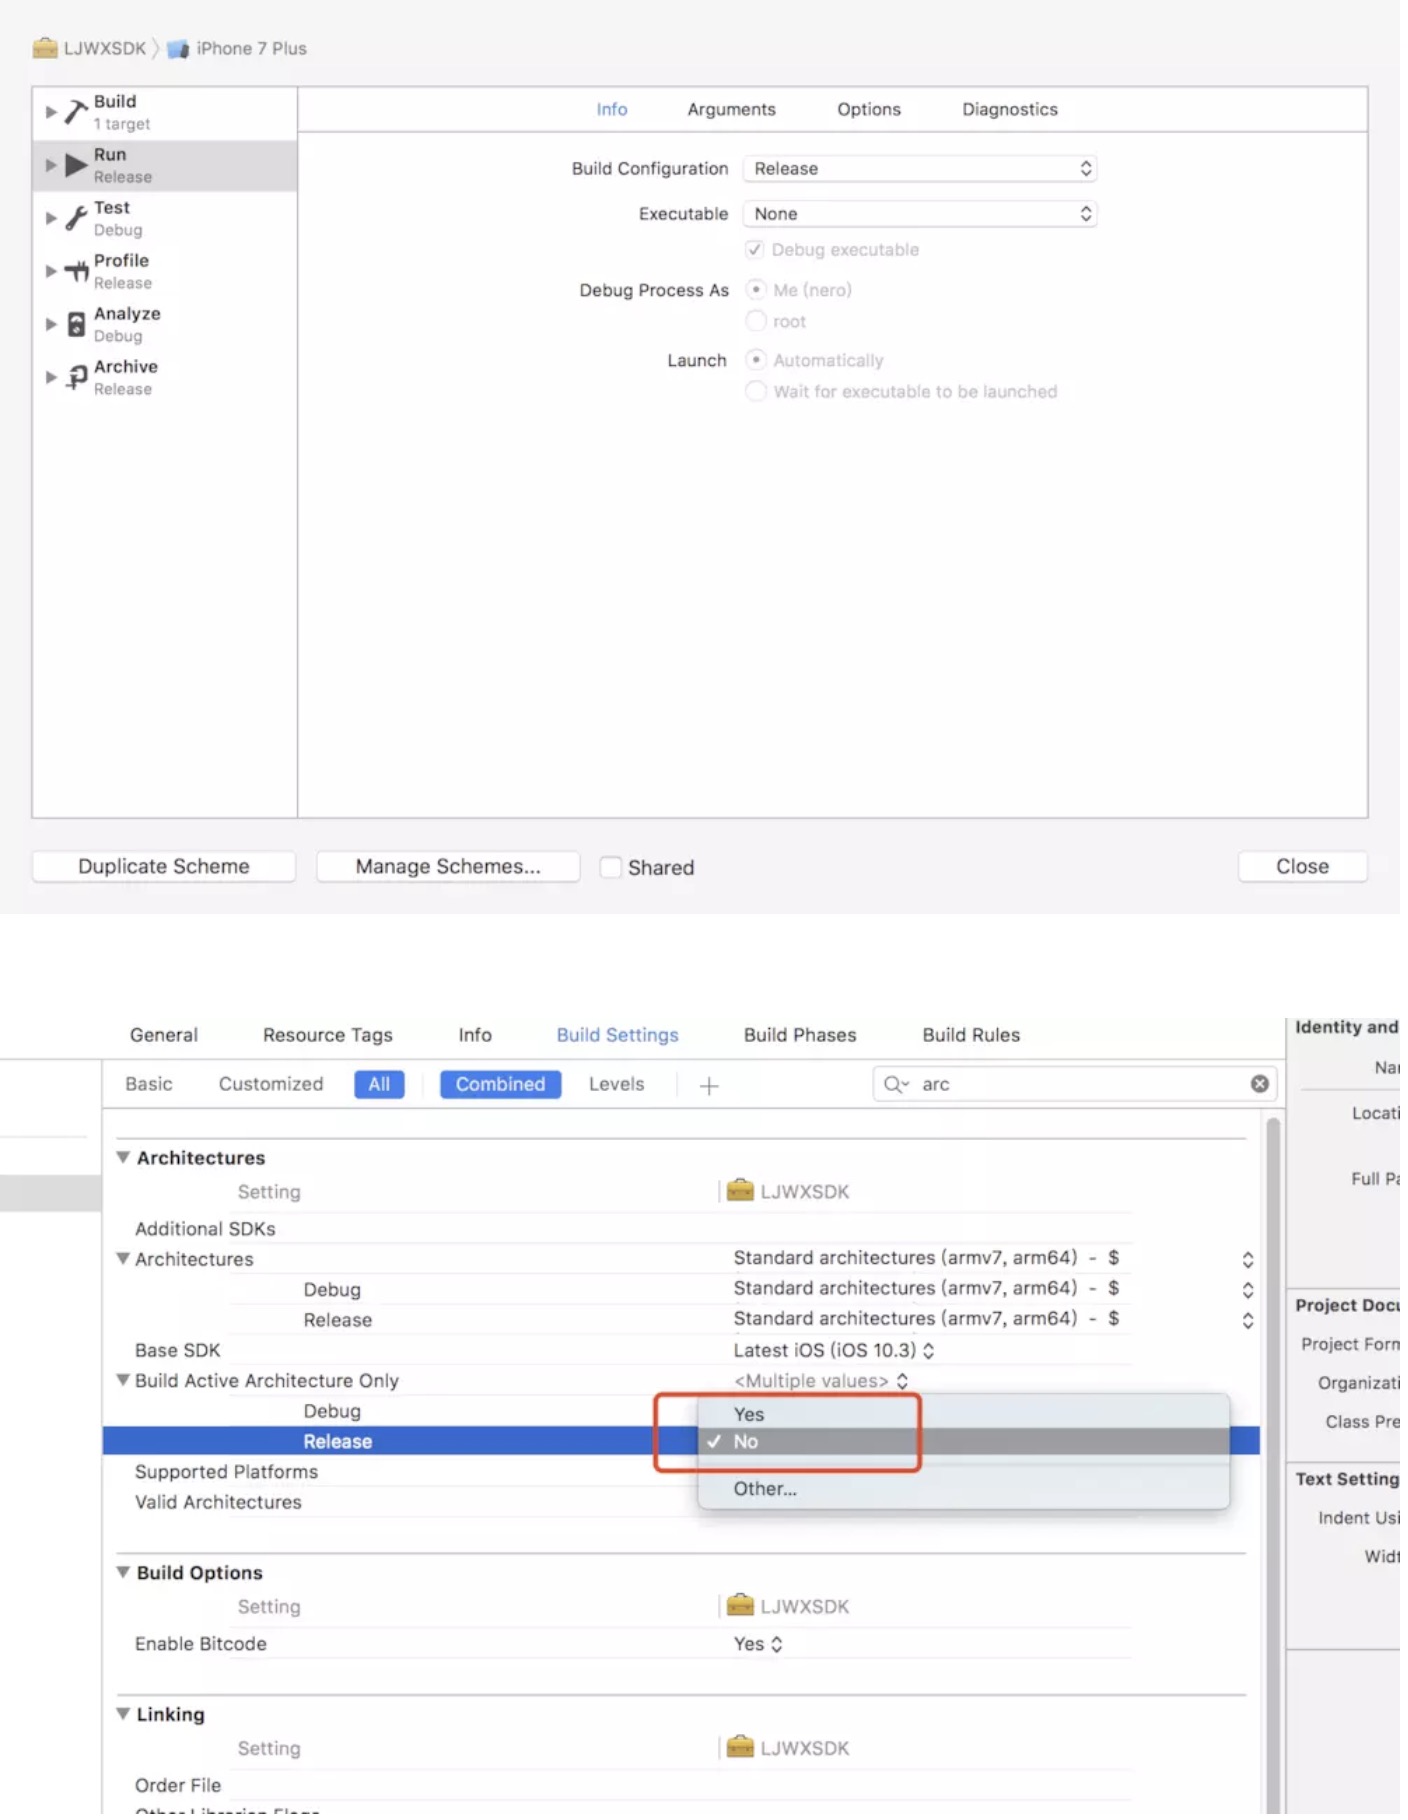 LJWXSDK 〉 iPhone 7 Plus
Build
1 target
Run
Release
Test
Debug
Profile
Release
Analyze
Debug
Archive
Release
Info Arguments Options Diagnostics
Build Configuration Release
Executable None
Debug executable
Debug Process As Me (nero)
root
Launch Automatically
Wait for executable to be launched
Duplicate Scheme Manage Schemes... Shared Close
General Resource Tags Info Build Settings Build Phases Build Rules
Basic Customized All Combined Levels + arc
Architectures
Setting LJWXSDK
Additional SDKs
Architectures Standard architectures (armv7, arm64) - $
Debug Standard architectures (armv7, arm64) - $
Release Standard architectures (armv7, arm64) - $
Base SDK Latest iOS (iOS 10.3)
Build Active Architecture Only <Multiple values>
Debug Yes
Release ✓ No
Supported Platforms
Other...
Valid Architectures
Build Options
Setting LJWXSDK
Enable Bitcode Yes
Linking
Setting LJWXSDK
Order File
Identity and
Nar
Locati
Full Pa
Project Docu
Project Form
Organizati
Class Pre
Text Setting
Indent Usi
Widt